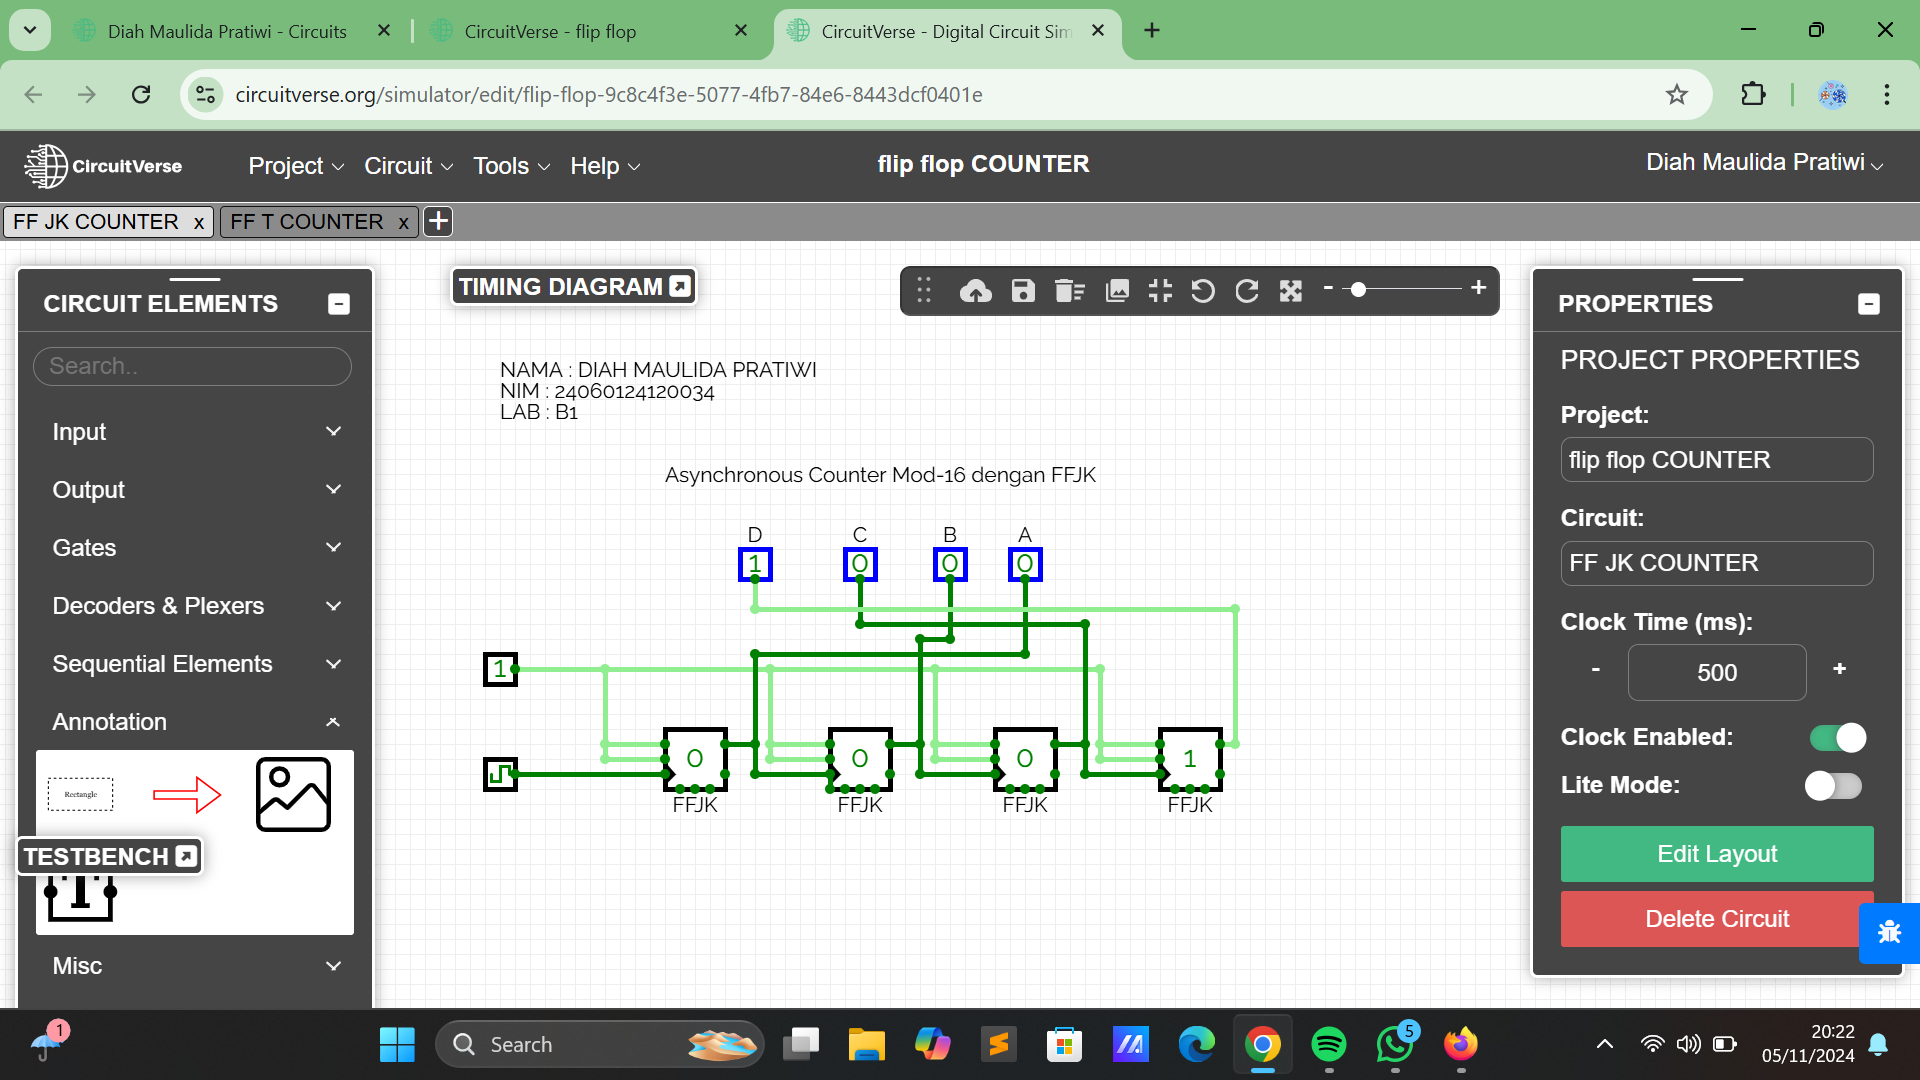 Diah Maulida Pratiwi - Circuits
CircuitVerse - flip flop
CircuitVerse - Digital Circuit Sim
circuitverse.org/simulator/edit/flip-flop-9c8c4f3e-5077-4fb7-84e6-8443dcf0401e
CircuitVerse
Project
Circuit
Tools
Help
flip flop COUNTER
Diah Maulida Pratiwi
FF JK COUNTER x
FF T COUNTER x
+
CIRCUIT ELEMENTS
Search..
Input
Output
Gates
Decoders & Plexers
Sequential Elements
Annotation
Rectangle
TESTBENCH
T
Misc
TIMING DIAGRAM
- +
NAMA : DIAH MAULIDA PRATIWI
NIM : 24060124120034
LAB : B1
Asynchronous Counter Mod-16 dengan FFJK
D C B A
1 0 0 0
1
0 0 0 1
FFJK FFJK FFJK FFJK
PROPERTIES
PROJECT PROPERTIES
Project:
flip flop COUNTER
Circuit:
FF JK COUNTER
Clock Time (ms):
- 500 +
Clock Enabled:
Lite Mode:
Edit Layout
Delete Circuit
1
Search
5
20:22
05/11/2024